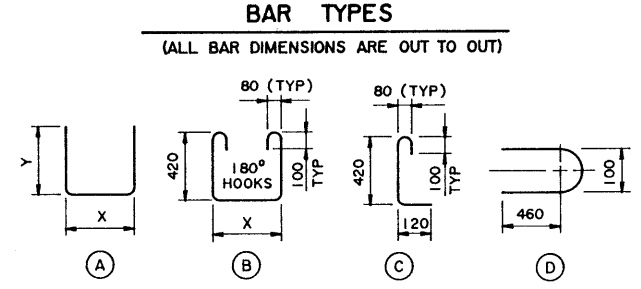 BAR TYPES
(ALL BAR DIMENSIONS ARE OUT TO OUT)
80 (TYP)
80 (TYP)
Y
420
180° HOOKS
100 TYP
420
100 TYP
100
X
X
120
460
A
B
C
D